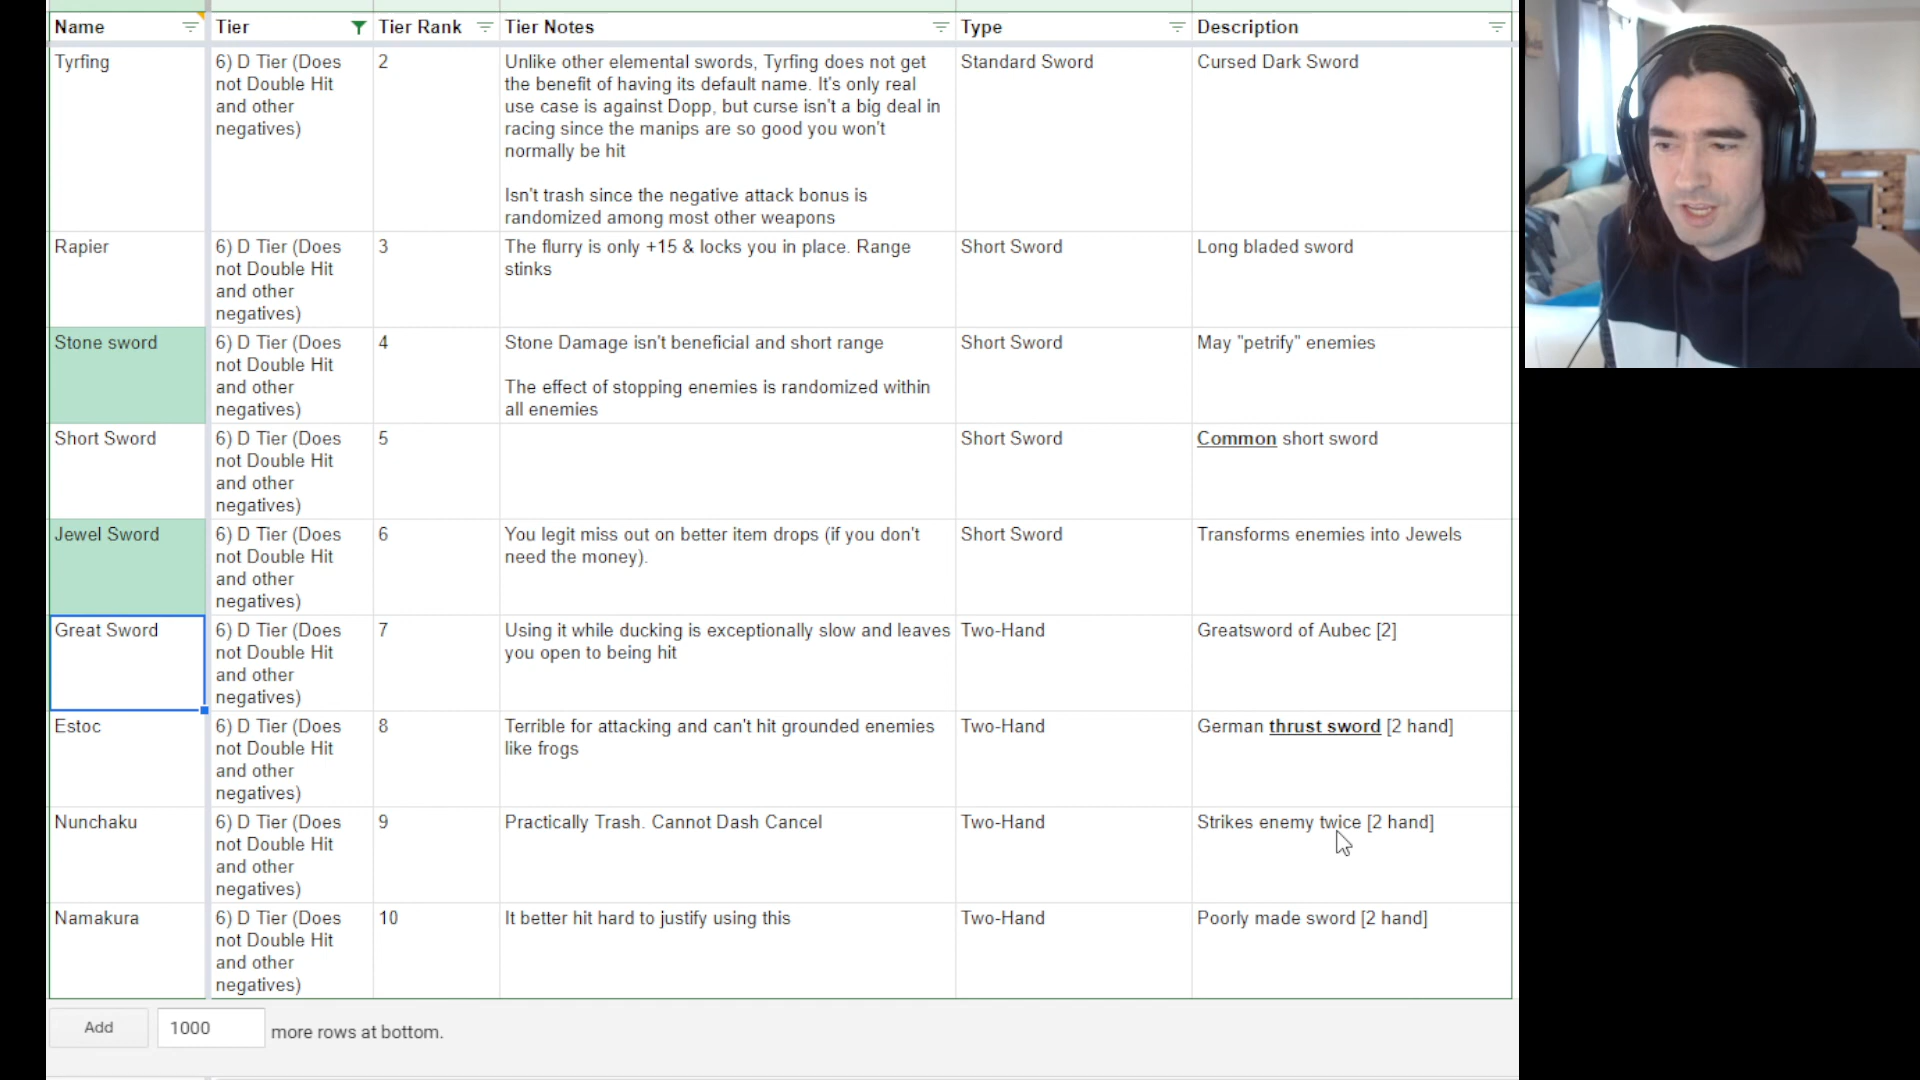 Name Tier Tier Rank Tier Notes Type Description
Tyrfing 6) D Tier (Does 2 Unlike other elemental swords, Tyrfing does not get Standard Sword Cursed Dark Sword
not Double Hit the benefit of having its default name. It's only real
and other use case is against Dopp, but curse isn't a big deal in
negatives) racing since the manips are so good you won't
normally be hit
Isn't trash since the negative attack bonus is
randomized among most other weapons
Rapier 6) D Tier (Does 3 The flurry is only +15 & locks you in place. Range Short Sword Long bladed sword
not Double Hit stinks
and other
negatives)
Stone sword 6) D Tier (Does 4 Stone Damage isn't beneficial and short range Short Sword May "petrify" enemies
not Double Hit
and other The effect of stopping enemies is randomized within
negatives) all enemies
Short Sword 6) D Tier (Does 5 Short Sword Common short sword
not Double Hit
and other
negatives)
Jewel Sword 6) D Tier (Does 6 You legit miss out on better item drops (if you don't Short Sword Transforms enemies into Jewels
not Double Hit need the money).
and other
negatives)
Great Sword 6) D Tier (Does 7 Using it while ducking is exceptionally slow and leaves Two-Hand Greatsword of Aubec [2]
not Double Hit you open to being hit
and other
negatives)
Estoc 6) D Tier (Does 8 Terrible for attacking and can't hit grounded enemies Two-Hand German thrust sword [2 hand]
not Double Hit like frogs
and other
negatives)
Nunchaku 6) D Tier (Does 9 Practically Trash. Cannot Dash Cancel Two-Hand Strikes enemy twice [2 hand]
not Double Hit
and other
negatives)
Namakura 6) D Tier (Does 10 It better hit hard to justify using this Two-Hand Poorly made sword [2 hand]
not Double Hit
and other
negatives)
Add 1000 more rows at bottom.